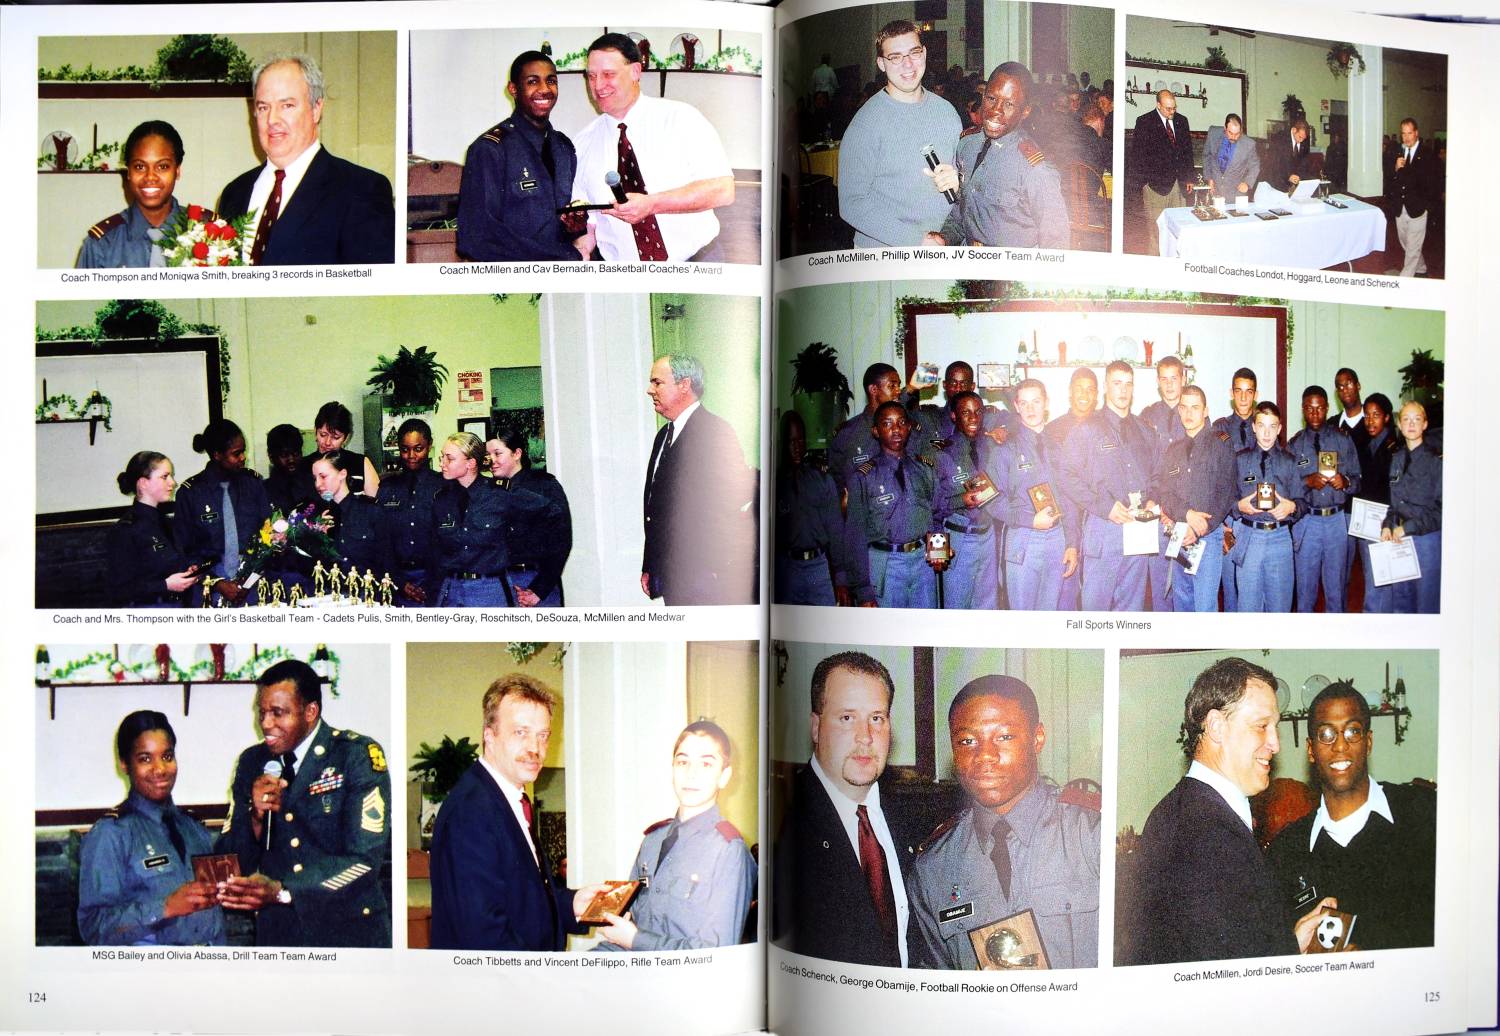 Coach Thompson and Moniqwa Smith, breaking 3 records in Basketball
Coach McMillen and Cav Bernadin, Basketball Coaches' Award
CHOKING
Coach and Mrs. Thompson with the Girl's Basketball Team - Cadets Pulis, Smith, Bentley-Gray, Roschitsch, DeSouza, McMillen and Medwar
MSG Bailey and Olivia Abassa, Drill Team Team Award
Coach Tibbetts and Vincent DeFilippo, Rifle Team Award
124
Coach McMillen, Phillip Wilson, JV Soccer Team Award
Football Coaches Londot, Hoggard, Leone and Schenck
Fall Sports Winners
OBAMIJE
Coach Schenck, George Obamije, Football Rookie on Offense Award
Coach McMillen, Jordi Desire, Soccer Team Award
125